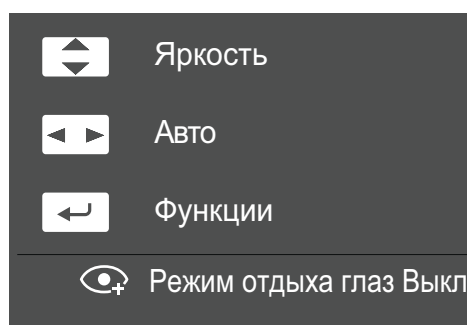 Яркость
Авто
Функции
Режим отдыха глаз Выкл